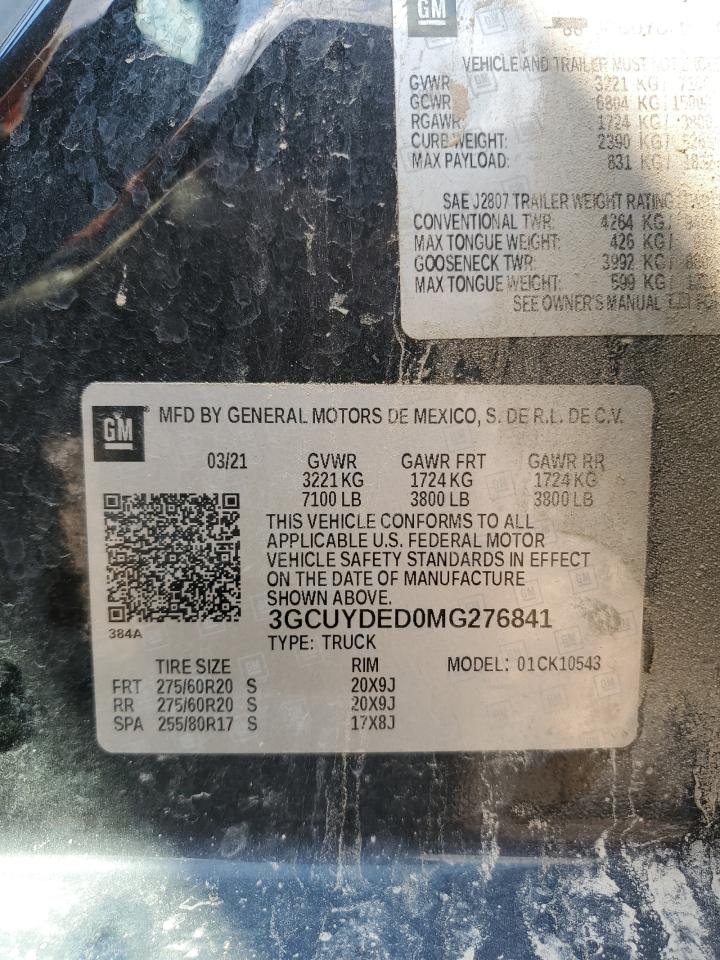 GM
VEHICLE AND TRAILER MUST NOT
GVWR 3221 KG/
GCWR 6804 KG/
RGAWR 1724 KG/
CURB WEIGHT: 2390 KG/
MAX PAYLOAD: 831 KG/
SAE J2807 TRAILER WEIGHT RATING
CONVENTIONAL TWR: 4264 KG/
MAX TONGUE WEIGHT: 426 KG/
GOOSENECK TWR: 3992 KG/
MAX TONGUE WEIGHT: 599 KG/
SEE OWNER'S MANUAL
GM MFD BY GENERAL MOTORS DE MEXICO, S. DE R.L. DE C.V.
03/21 GVWR GAWR FRT GAWR RR
3221 KG 1724 KG 1724 KG
7100 LB 3800 LB 3800 LB
THIS VEHICLE CONFORMS TO ALL
APPLICABLE U.S. FEDERAL MOTOR
VEHICLE SAFETY STANDARDS IN EFFECT
ON THE DATE OF MANUFACTURE
SHOWN ABOVE.
3GCUYDED0MG276841
384A
TYPE: TRUCK
TIRE SIZE RIM MODEL: 01CK10543
FRT 275/60R20 S 20X9J
RR 275/60R20 S 20X9J
SPA 255/80R17 S 17X8J